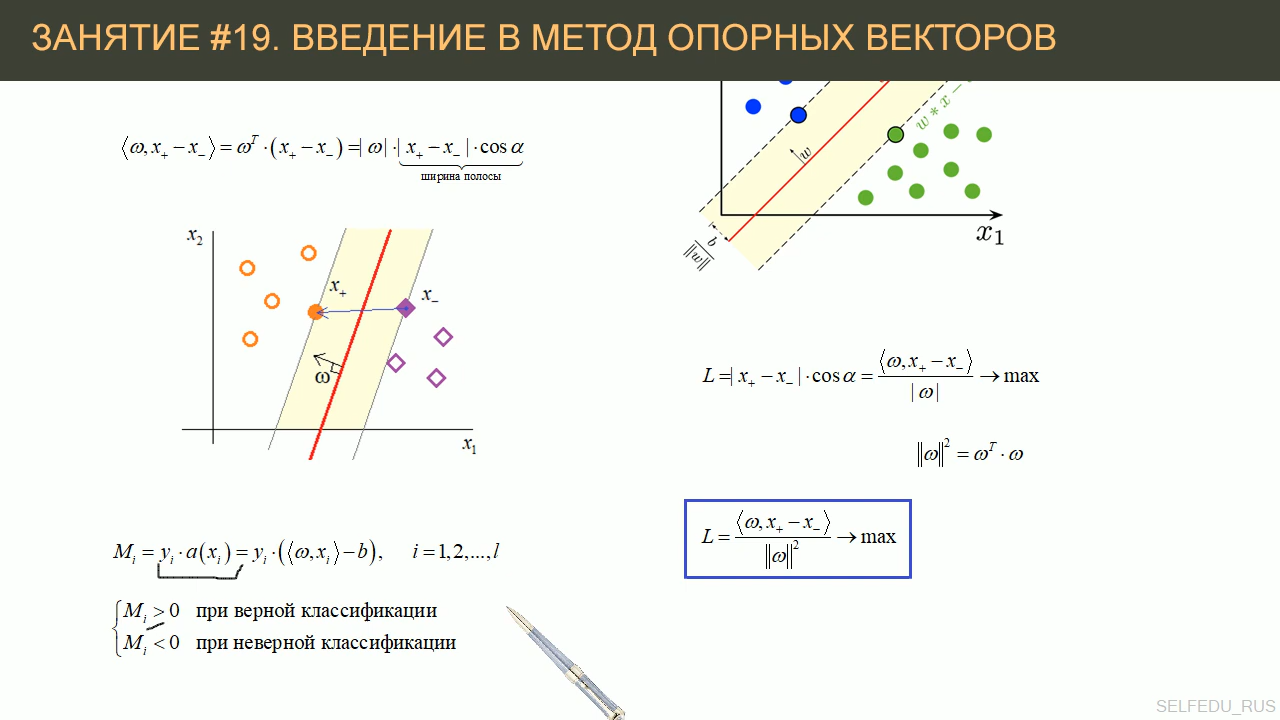 ЗАНЯТИЕ #19. ВВЕДЕНИЕ В МЕТОД ОПОРНЫХ ВЕКТОРОВ
⟨ω, x₊ − x₋⟩ = ωᵀ · (x₊ − x₋) = | ω | · | x₊ − x₋ | · cos α
ширина полосы
x₂
x₊
x₋
ω
x₁
w * x −
w
b
‖w‖
x₁
L = | x₊ − x₋ | · cos α = ⟨ω, x₊ − x₋⟩ / | ω | → max
‖ω‖² = ωᵀ · ω
L = ⟨ω, x₊ − x₋⟩ / ‖ω‖² → max
Mᵢ = yᵢ · a(xᵢ) = yᵢ · (⟨ω, xᵢ⟩ − b), i = 1,2,...,l
Mᵢ > 0 при верной классификации
Mᵢ < 0 при неверной классификации
SELFEDU_RUS